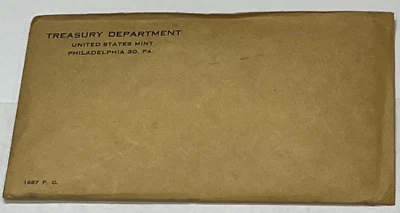 TREASURY DEPARTMENT
UNITED STATES MINT
PHILADELPHIA 30, PA.
1957 P. C.